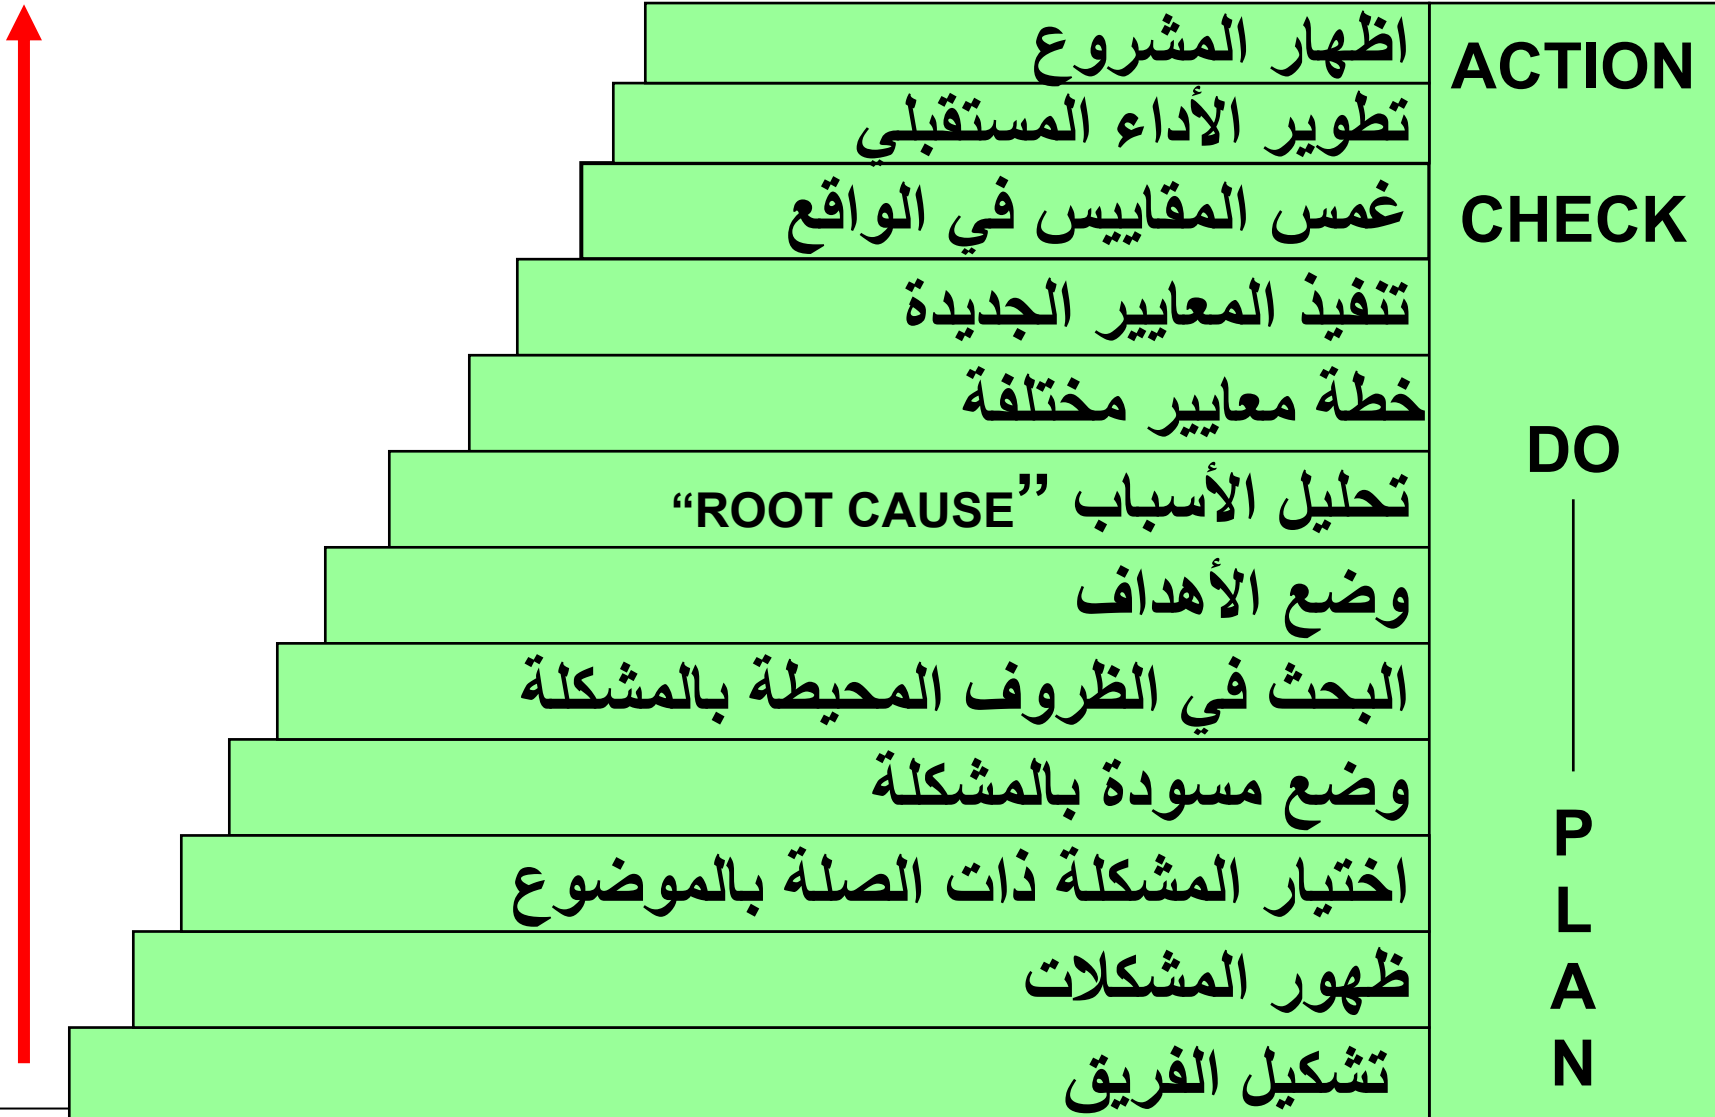 اظهار المشروع
تطوير الأداء المستقبلي
غمس المقاييس في الواقع
تنفيذ المعايير الجديدة
خطة معايير مختلفة
تحليل الأسباب ”ROOT CAUSE“
وضع الأهداف
البحث في الظروف المحيطة بالمشكلة
وضع مسودة بالمشكلة
اختيار المشكلة ذات الصلة بالموضوع
ظهور المشكلات
تشكيل الفريق
ACTION
CHECK
DO
P
L
A
N